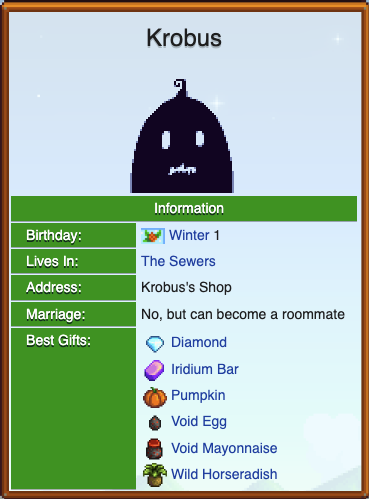 Krobus
Information
Birthday: Winter 1
Lives In: The Sewers
Address: Krobus's Shop
Marriage: No, but can become a roommate
Best Gifts: Diamond
Iridium Bar
Pumpkin
Void Egg
Void Mayonnaise
Wild Horseradish